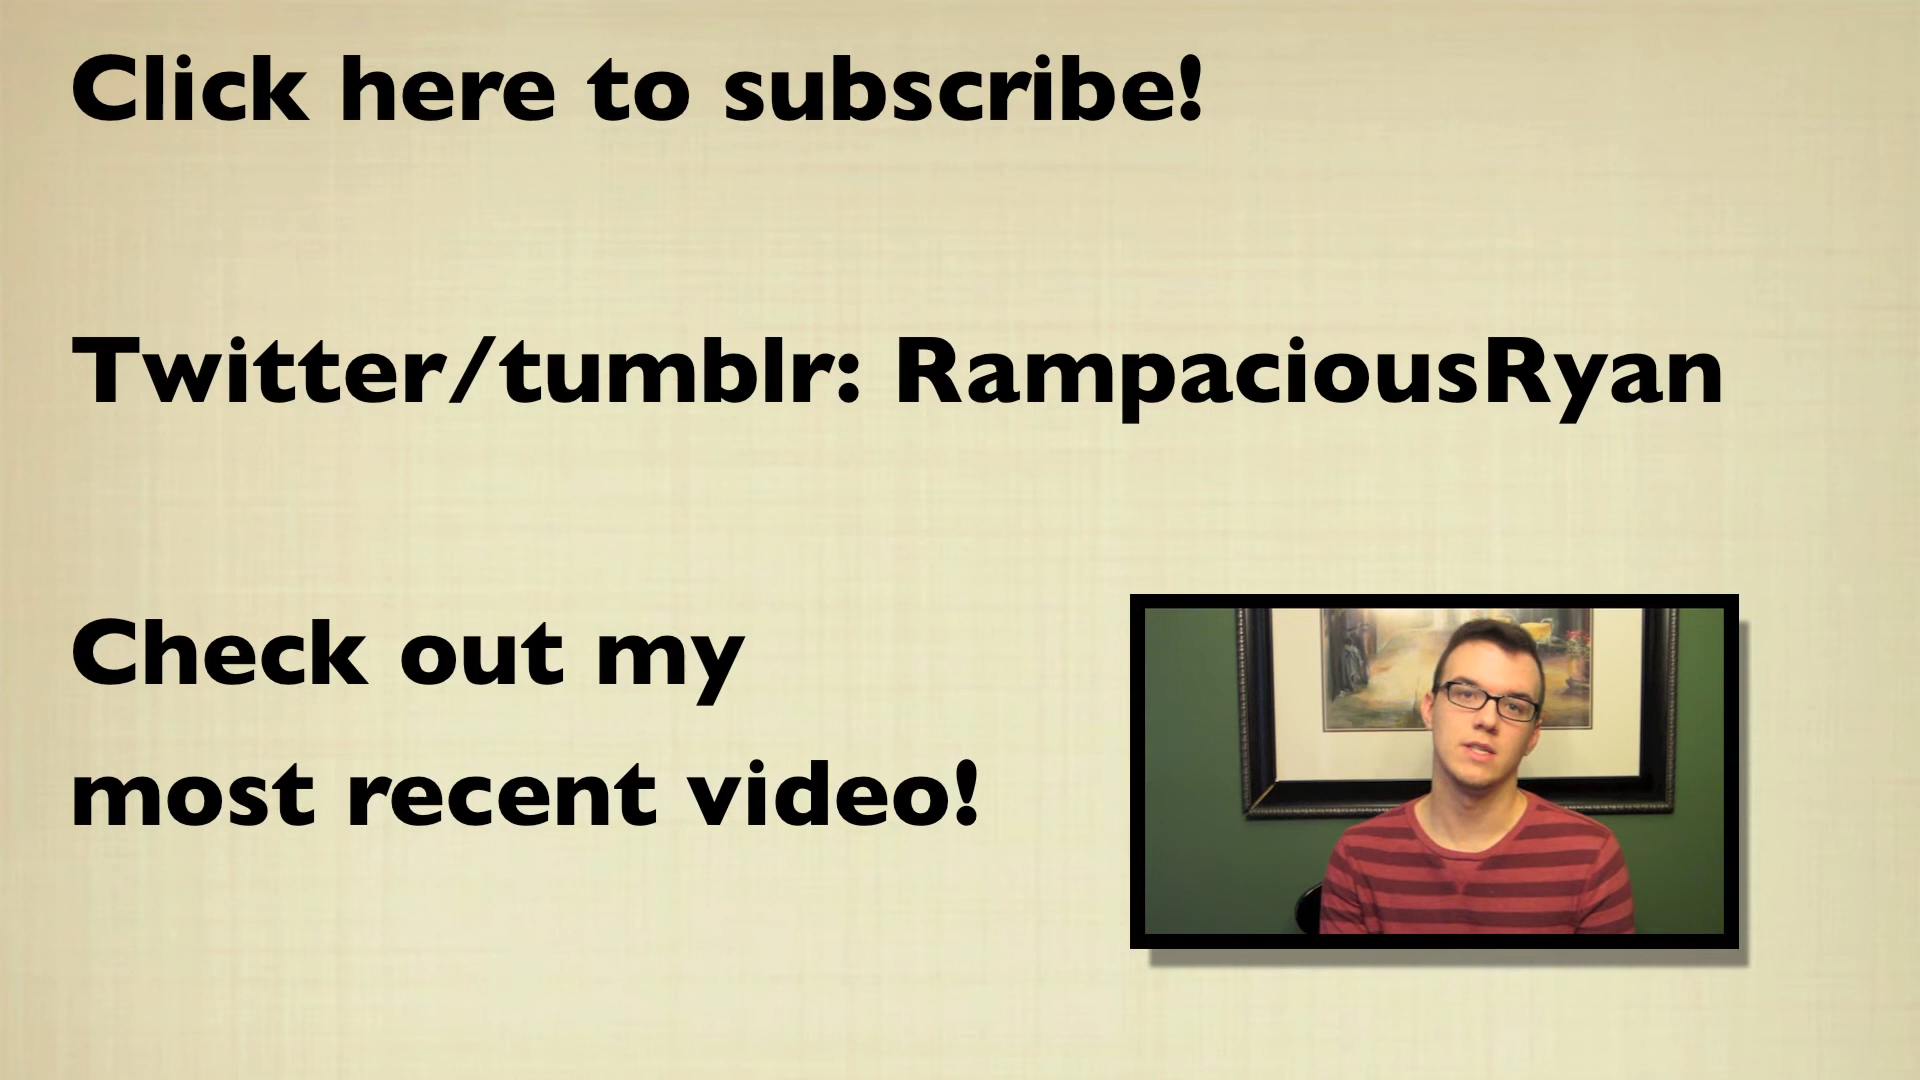 Click here to subscribe!
Twitter/tumblr: RampaciousRyan
Check out my
most recent video!